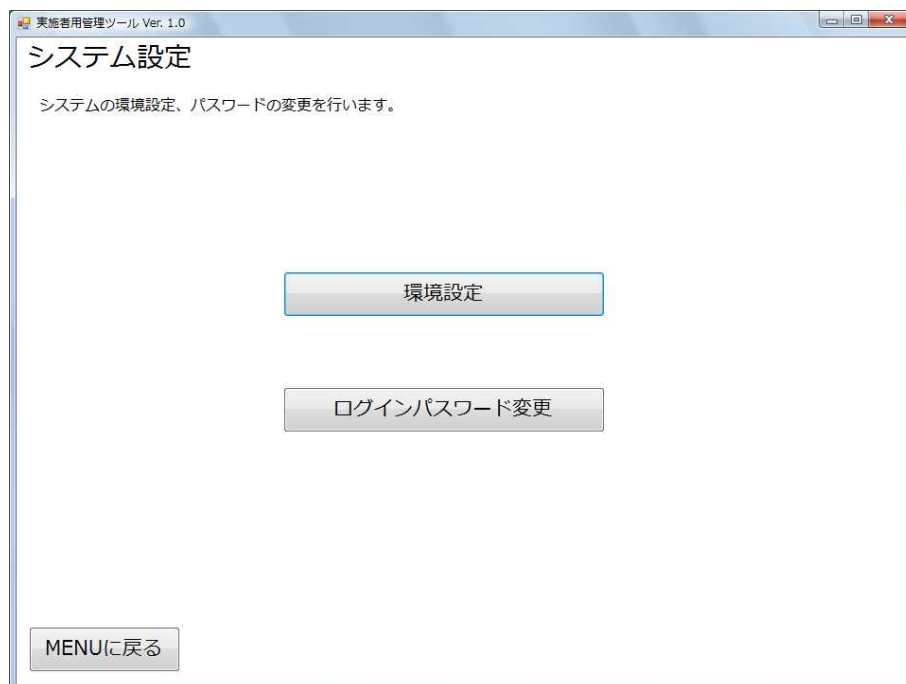 実施者用管理ツール Ver. 1.0
システム設定
システムの環境設定、パスワードの変更を行います。
環境設定
ログインパスワード変更
MENUに戻る